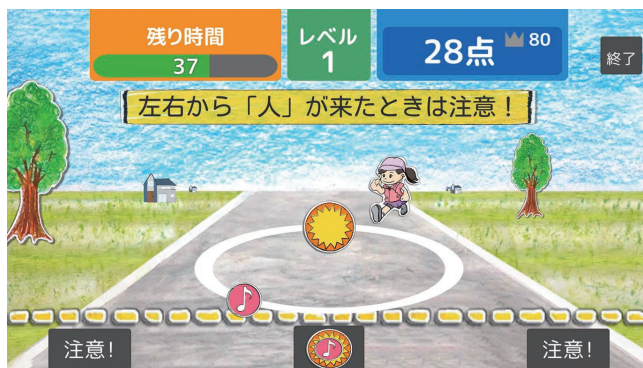 残り時間
37
レベル
1
28点
80
終了
左右から「人」が来たときは注意！
注意！
注意！